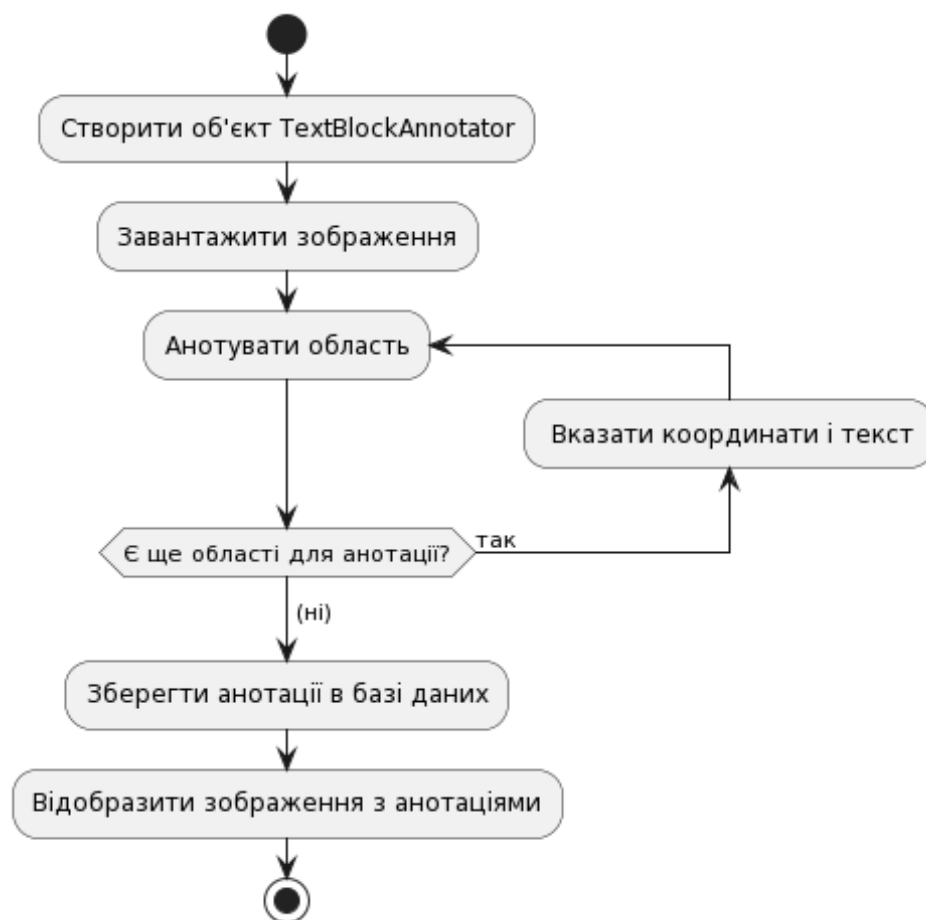 Створити об'єкт TextBlockAnnotator
Завантажити зображення
Анотувати область
Вказати координати і текст
Є ще області для анотації?
так
(ні)
Зберегти анотації в базі даних
Відобразити зображення з анотаціями